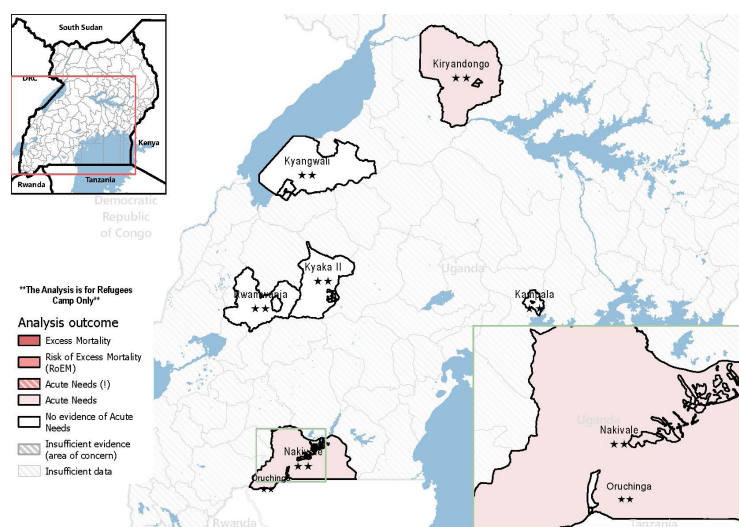 South Sudan
DRC
Kenya
Rwanda
Tanzania
Democratic
Republic
of Congo
Kiryandongo
★★
Kyangwali
★★
Uganda
Kyaka II
★★
Rwamwanja
★★
Kampala
★★
**The Analysis is for Refugees
Camp Only**
Analysis outcome
Excess Mortality
Risk of Excess Mortality
(RoEM)
Acute Needs (!)
Acute Needs
No evidence of Acute
Needs
Insufficient evidence
(area of concern)
Insufficient data
Nakivale
★★
Oruchinga
★★
Rwanda
Uganda
Nakivale
★★
Oruchinga
★★
Tanzania